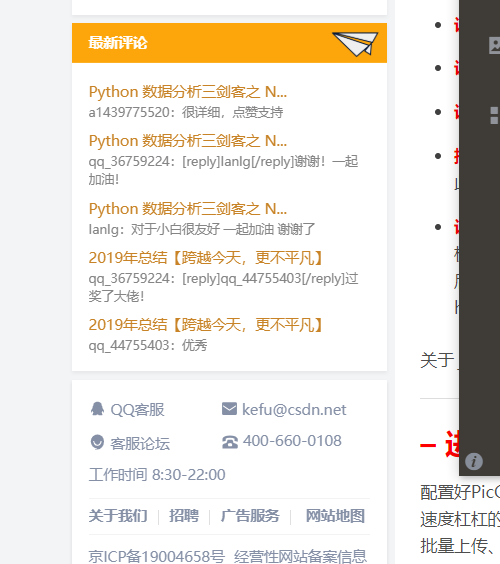 最新评论
Python 数据分析三剑客之 N...
a1439775520：很详细，点赞支持
Python 数据分析三剑客之 N...
qq_36759224：[reply]lanlg[/reply]谢谢！一起
加油！
Python 数据分析三剑客之 N...
lanlg：对于小白很友好 一起加油 谢谢了
2019年总结【跨越今天，更不平凡】
qq_36759224：[reply]qq_44755403[/reply]过
奖了大佬！
2019年总结【跨越今天，更不平凡】
qq_44755403：优秀
QQ客服
kefu@csdn.net
客服论坛
400-660-0108
工作时间 8:30-22:00
关于我们
招聘
广告服务
网站地图
京ICP备19004658号 经营性网站备案信息
关于
配置好Pic
速度杠杠的
批量上传、